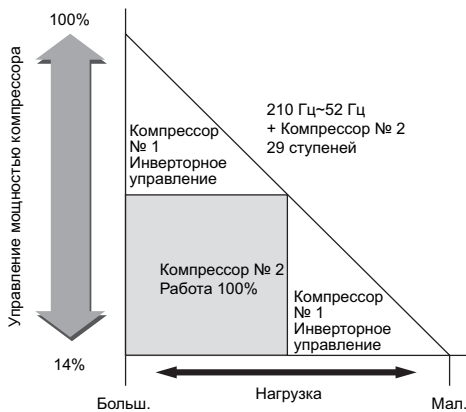 100%
Управление мощностью компрессора
210 Гц~52 Гц
+ Компрессор № 2
29 ступеней
Компрессор
№ 1
Инверторное
управление
Компрессор № 2
Работа 100%
Компрессор
№ 1
Инверторное
управление
14%
Больш.
Нагрузка
Мал.